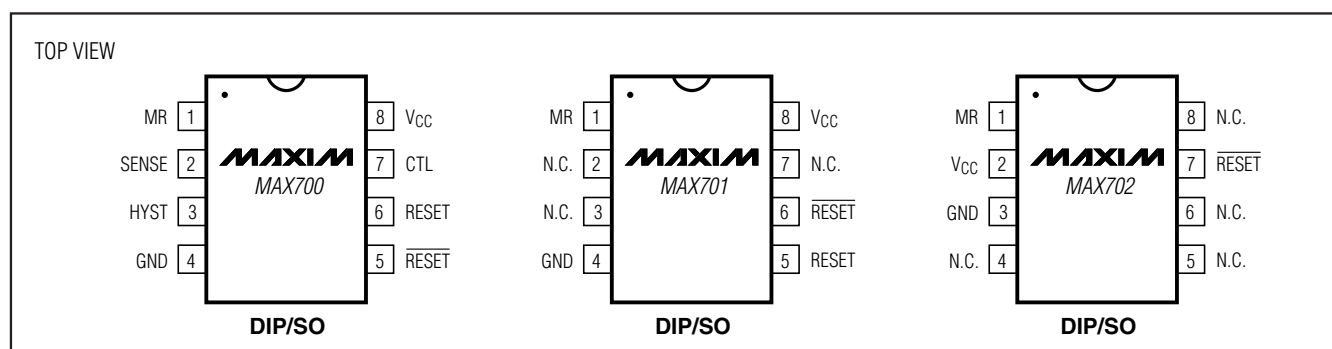 TOP VIEW
MR 1 8 VCC
SENSE 2 7 CTL
HYST 3 6 RESET
GND 4 5 RESET
MAXIM
MAX700
DIP/SO
MR 1 8 VCC
N.C. 2 7 N.C.
N.C. 3 6 RESET
GND 4 5 RESET
MAXIM
MAX701
DIP/SO
MR 1 8 N.C.
VCC 2 7 RESET
GND 3 6 N.C.
N.C. 4 5 N.C.
MAXIM
MAX702
DIP/SO